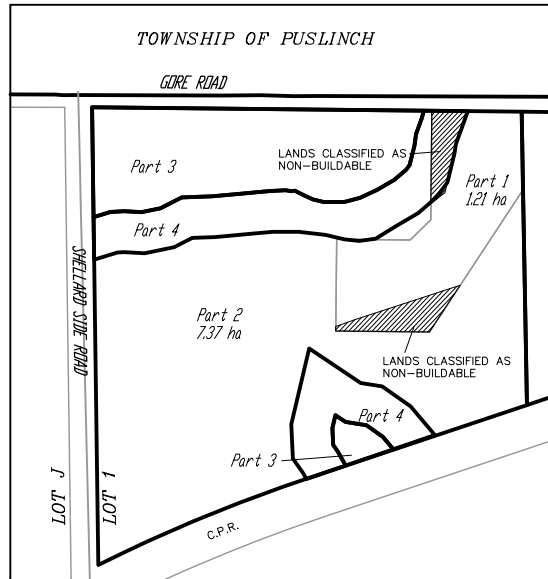 TOWNSHIP OF PUSLINCH
GORE ROAD
LANDS CLASSIFIED AS
NON-BUILDABLE
Part 3
Part 1
1.21 ha
Part 4
SHELLARD SIDE ROAD
Part 2
7.37 ha
LANDS CLASSIFIED AS
NON-BUILDABLE
Part 4
Part 3
LOT J
LOT 1
C.P.R.